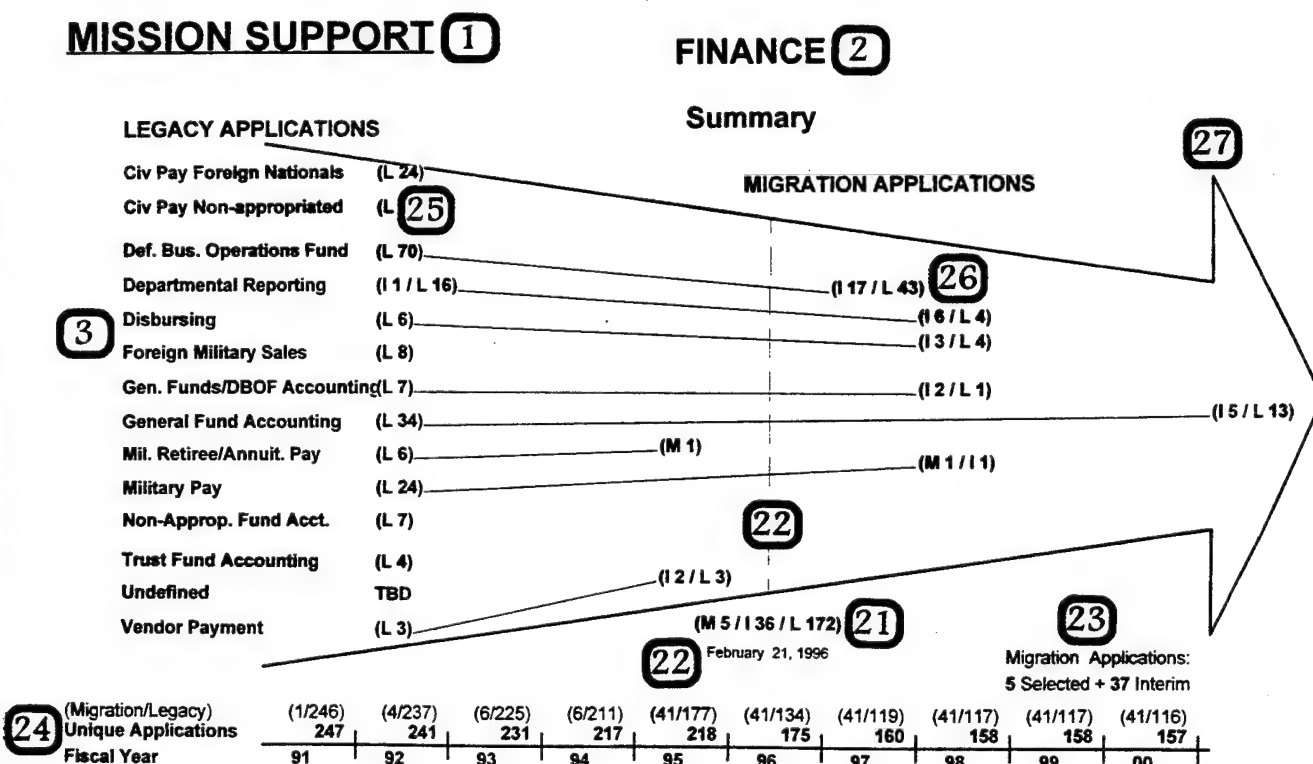 MISSION SUPPORT 1
FINANCE 2
Summary
LEGACY APPLICATIONS
27
MIGRATION APPLICATIONS
Civ Pay Foreign Nationals (L 24)
Civ Pay Non-appropriated (L 25
Def. Bus. Operations Fund (L 70) (I 17 / L 43) 26
Departmental Reporting (I 1 / L 16) (I 6 / L 4)
3
Disbursing (L 6) (I 3 / L 4)
Foreign Military Sales (L 8)
Gen. Funds/DBOF Accounting(L 7) (I 2 / L 1)
General Fund Accounting (L 34) (I 5 / L 13)
Mil. Retiree/Annuit. Pay (L 6) (M 1)
Military Pay (L 24) (M 1 / I 1)
Non-Approp. Fund Acct. (L 7)
22
Trust Fund Accounting (L 4)
Undefined TBD
Vendor Payment (L 3) (I 2 / L 3)
(M 5 / I 36 / L 172) 21
22 February 21, 1996
23
Migration Applications:
5 Selected + 37 Interim
24
(Migration/Legacy) (1/246) (4/237) (6/225) (6/211) (41/177) (41/134) (41/119) (41/117) (41/117) (41/116)
Unique Applications 247 241 231 217 218 175 160 158 158 157
Fiscal Year 91 92 93 94 95 96 97 98 99 00